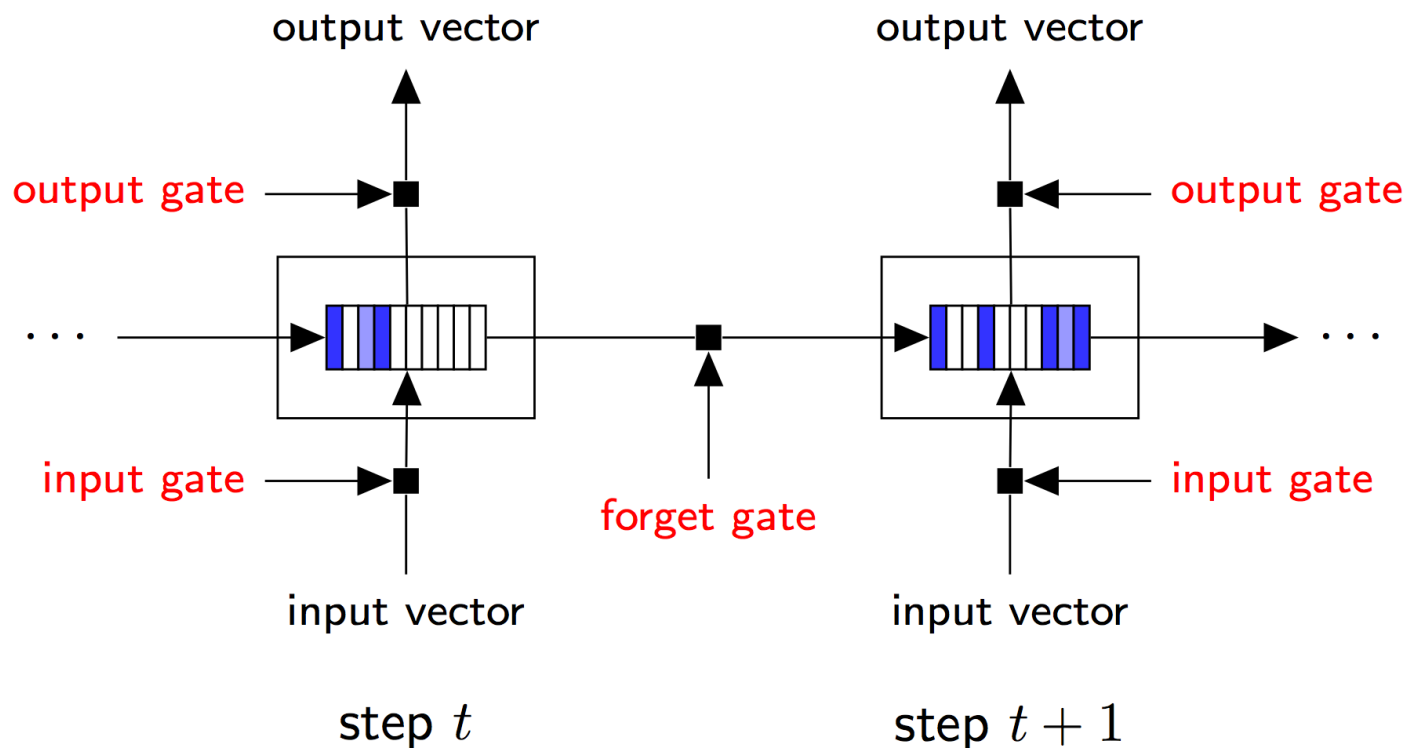 output vector
output vector
output gate
output gate
· · ·
· · ·
input gate
input gate
forget gate
input vector
input vector
step t
step t + 1